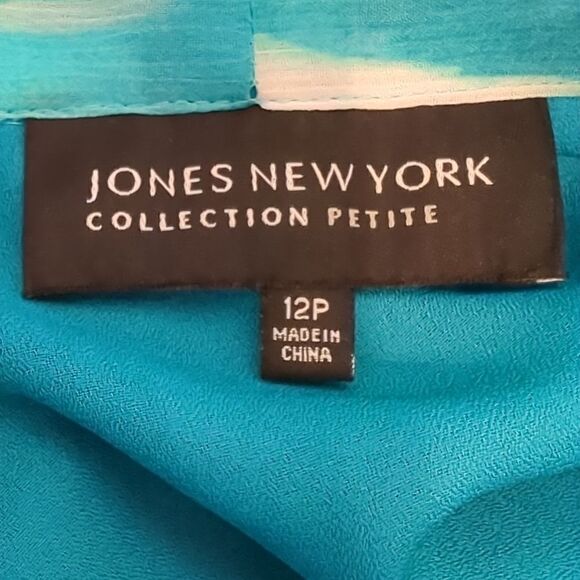 JONES NEW YORK
COLLECTION PETITE
12P
MADE IN
CHINA